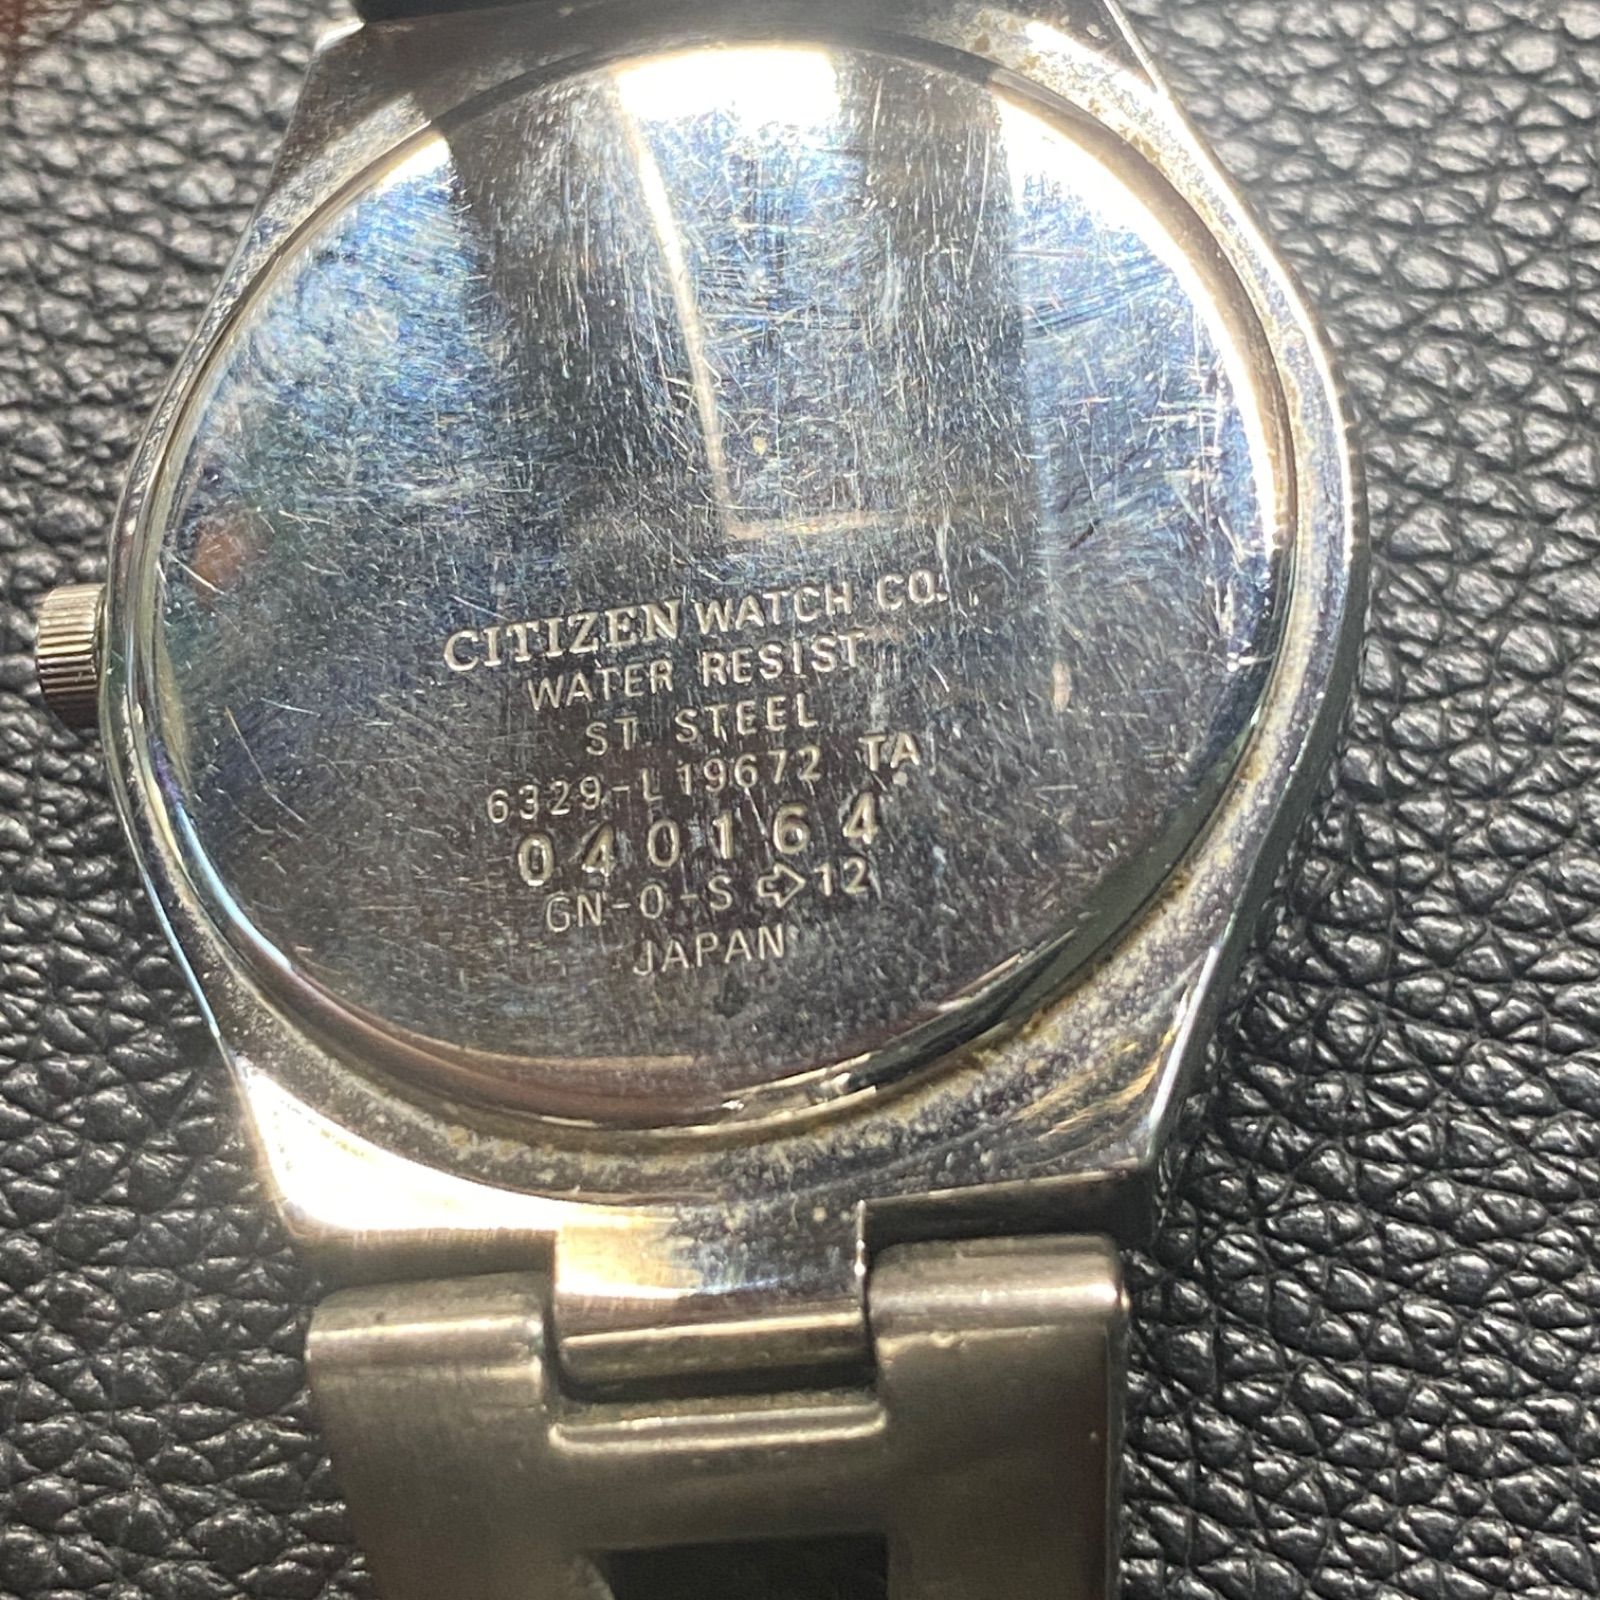 CITIZEN WATCH CO.
WATER RESIST
ST. STEEL
6329-L19672 TA
040164
GN-0-S ➩12
JAPAN